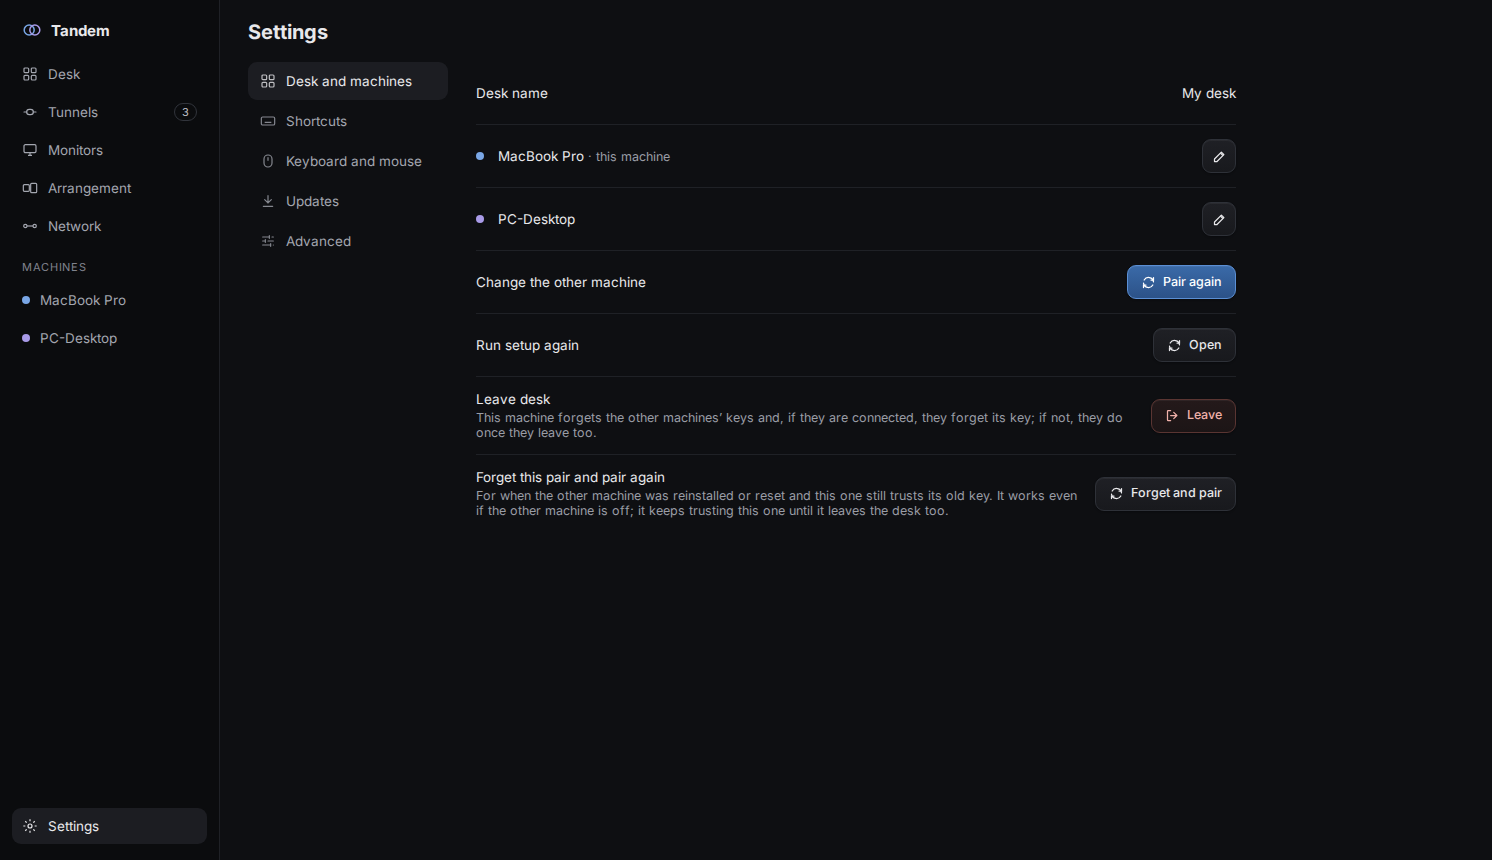 Tandem
Desk
Tunnels 3
Monitors
Arrangement
Network
MACHINES
MacBook Pro
PC-Desktop
Settings
Settings
Desk and machines
Shortcuts
Keyboard and mouse
Updates
Advanced
Desk name My desk
MacBook Pro · this machine
PC-Desktop
Change the other machine Pair again
Run setup again Open
Leave desk
This machine forgets the other machines’ keys and, if they are connected, they forget its key; if not, they do
once they leave too.
Leave
Forget this pair and pair again
For when the other machine was reinstalled or reset and this one still trusts its old key. It works even
if the other machine is off; it keeps trusting this one until it leaves the desk too.
Forget and pair